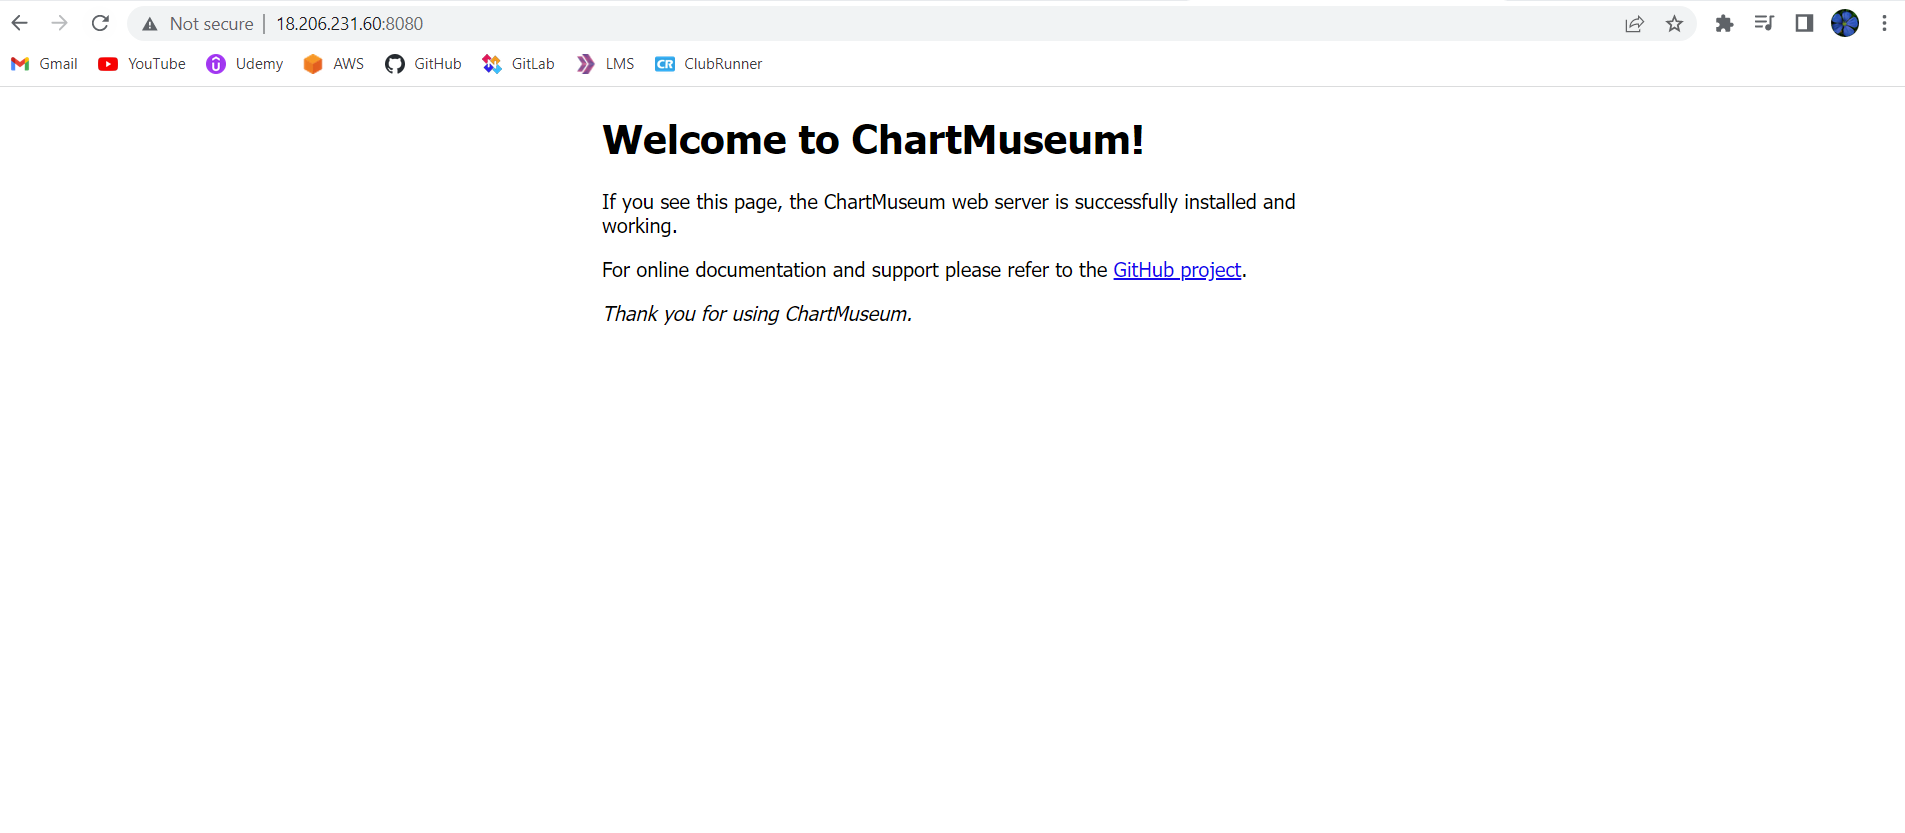 Not secure | 18.206.231.60:8080
Gmail YouTube Udemy AWS GitHub GitLab LMS CR ClubRunner
Welcome to ChartMuseum!
If you see this page, the ChartMuseum web server is successfully installed and
working.
For online documentation and support please refer to the GitHub project.
Thank you for using ChartMuseum.